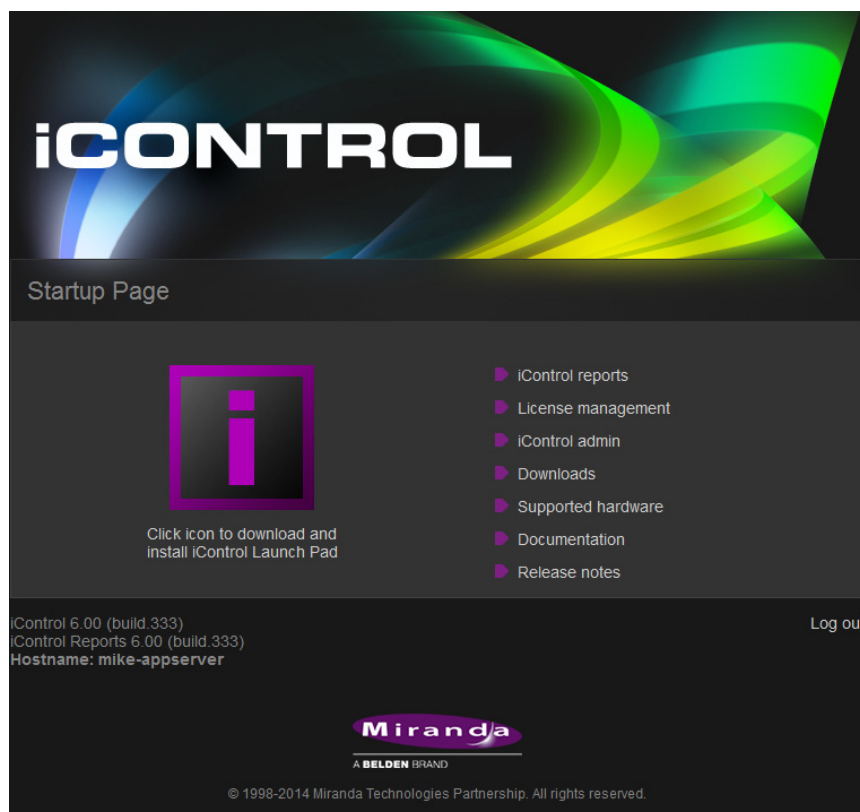 iCONTROL
Startup Page
i
Click icon to download and
install iControl Launch Pad
iControl reports
License management
iControl admin
Downloads
Supported hardware
Documentation
Release notes
iControl 6.00 (build.333)
iControl Reports 6.00 (build.333)
Hostname: mike-appserver
Log ou
Miranda
A BELDEN BRAND
© 1998-2014 Miranda Technologies Partnership. All rights reserved.